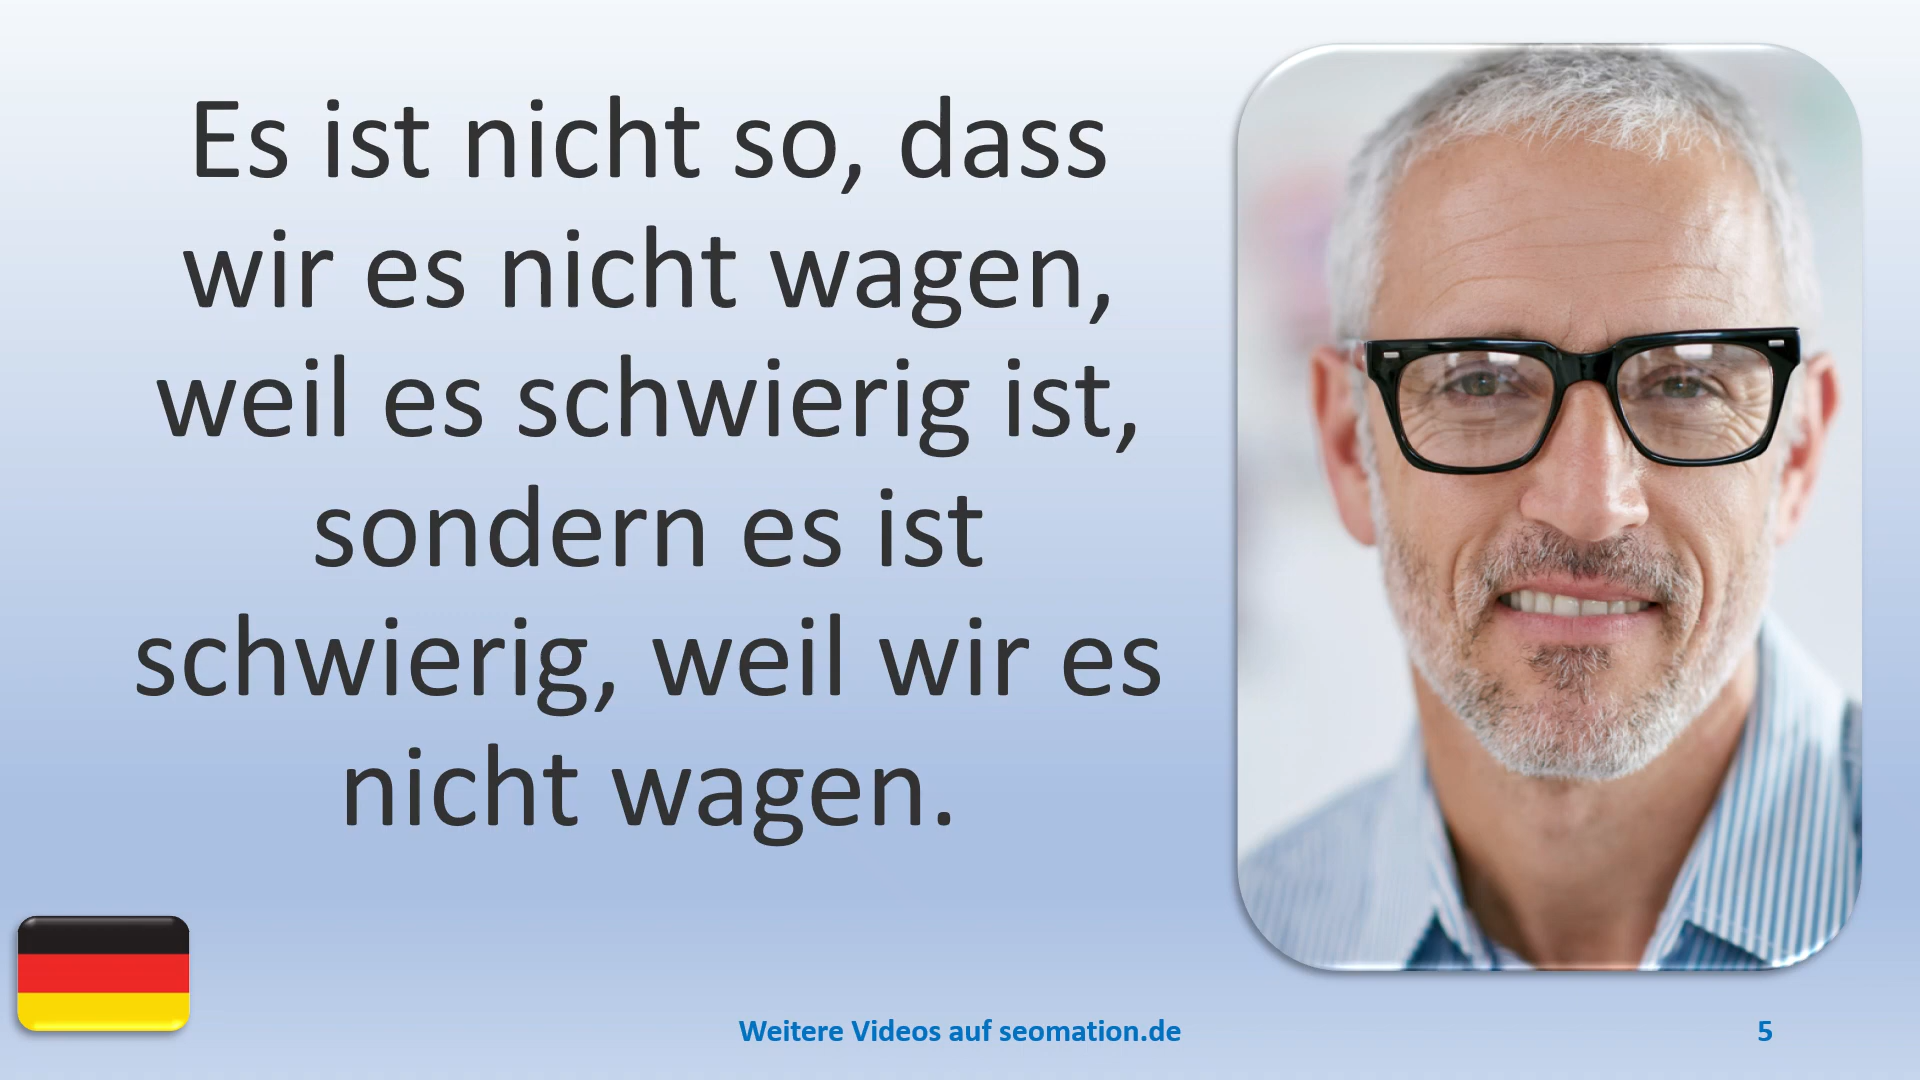 Es ist nicht so, dass
wir es nicht wagen,
weil es schwierig ist,
sondern es ist
schwierig, weil wir es
nicht wagen.
Weitere Videos auf seomation.de
5